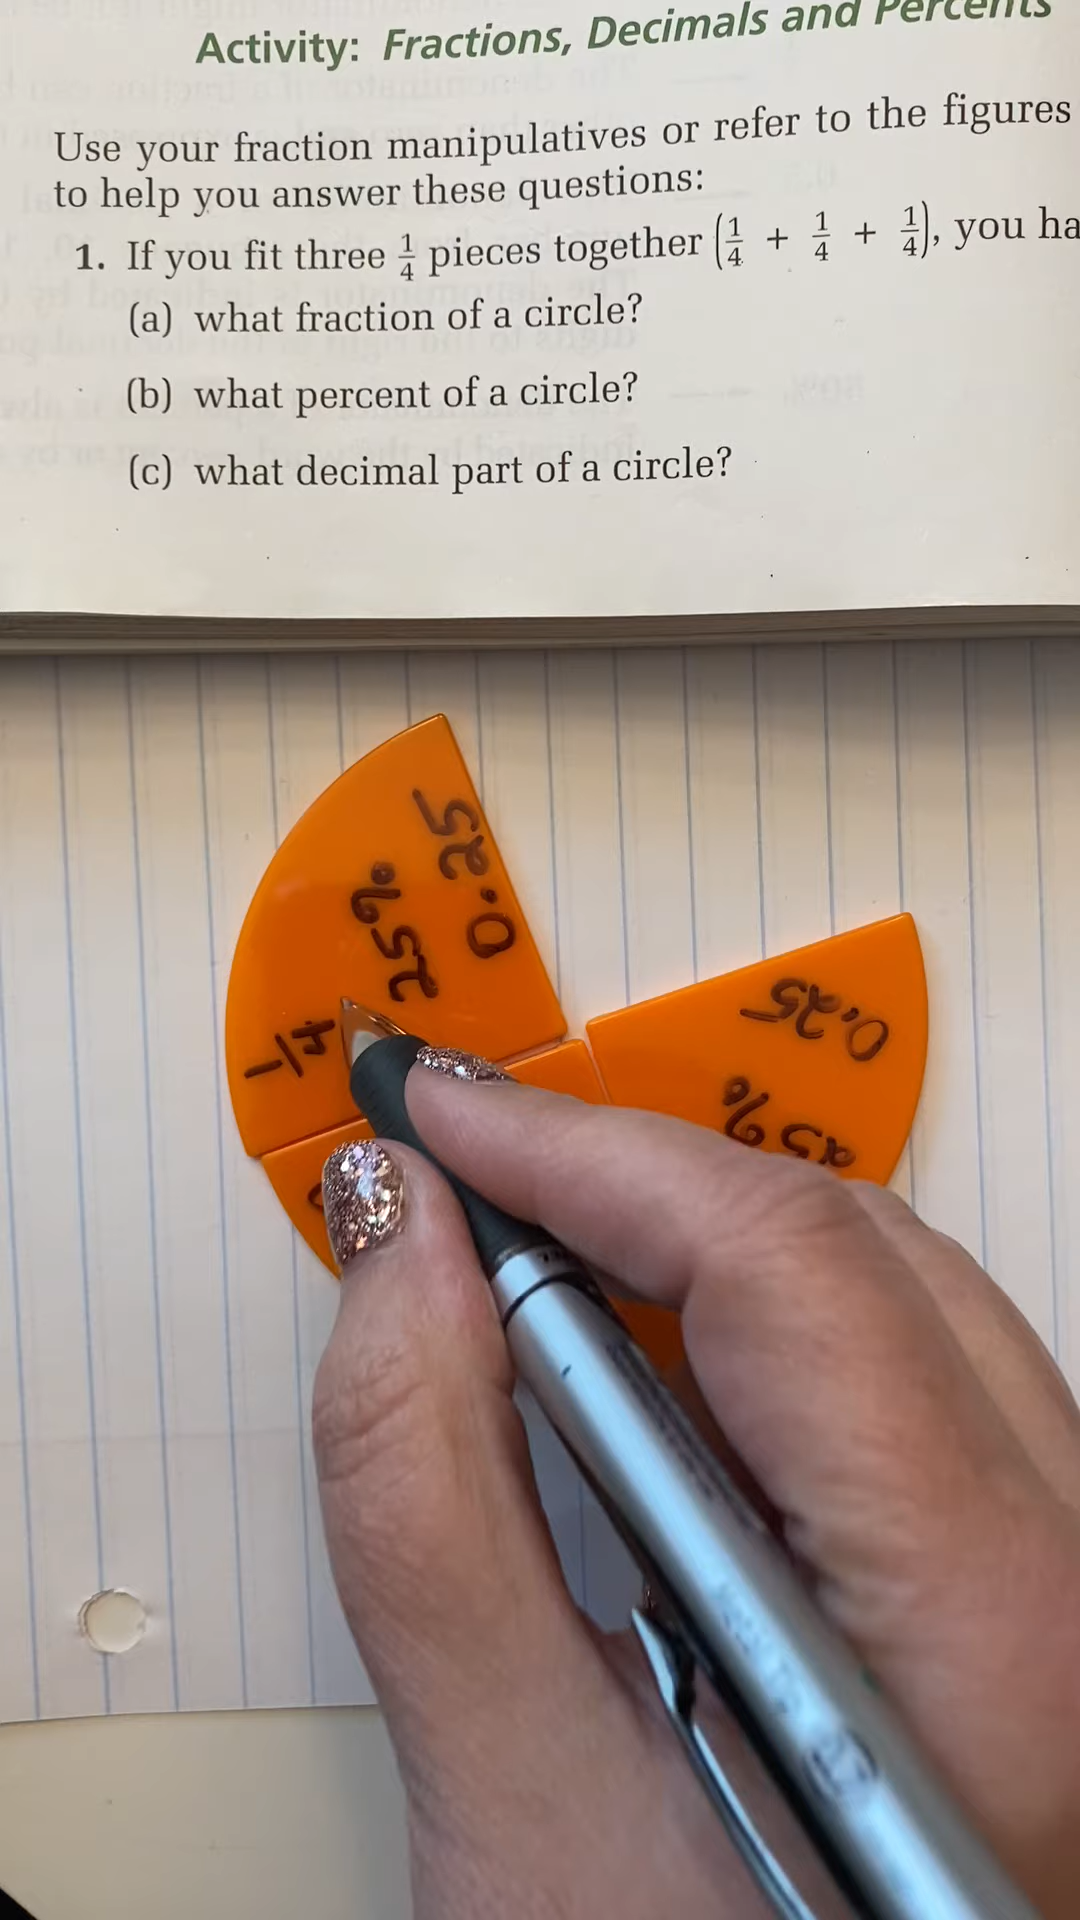 Activity: Fractions, Decimals and Percents
Use your fraction manipulatives or refer to the figures
to help you answer these questions:
1. If you fit three 1/4 pieces together (1/4 + 1/4 + 1/4), you ha
(a) what fraction of a circle?
(b) what percent of a circle?
(c) what decimal part of a circle?
0.25
25%
1/4
0.25
25%